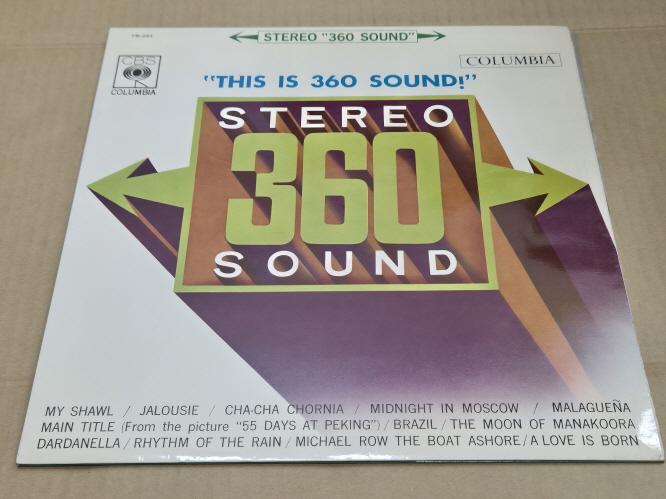 YS-251
STEREO "360 SOUND"
CBS
COLUMBIA
COLUMBIA
"THIS IS 360 SOUND!"
STEREO
360
SOUND
MY SHAWL / JALOUSIE / CHA-CHA CHORNIA / MIDNIGHT IN MOSCOW / MALAGUEÑA
MAIN TITLE (From the picture "55 DAYS AT PEKING") / BRAZIL / THE MOON OF MANAKOORA
DARDANELLA / RHYTHM OF THE RAIN / MICHAEL ROW THE BOAT ASHORE / A LOVE IS BORN